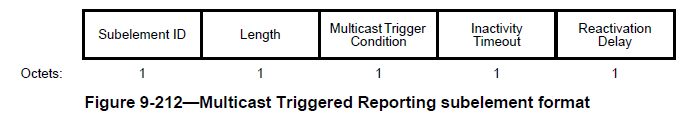 Subelement ID
Length
Multicast Trigger
Condition
Inactivity
Timeout
Reactivation
Delay
Octets: 1 1 1 1 1
Figure 9-212—Multicast Triggered Reporting subelement format